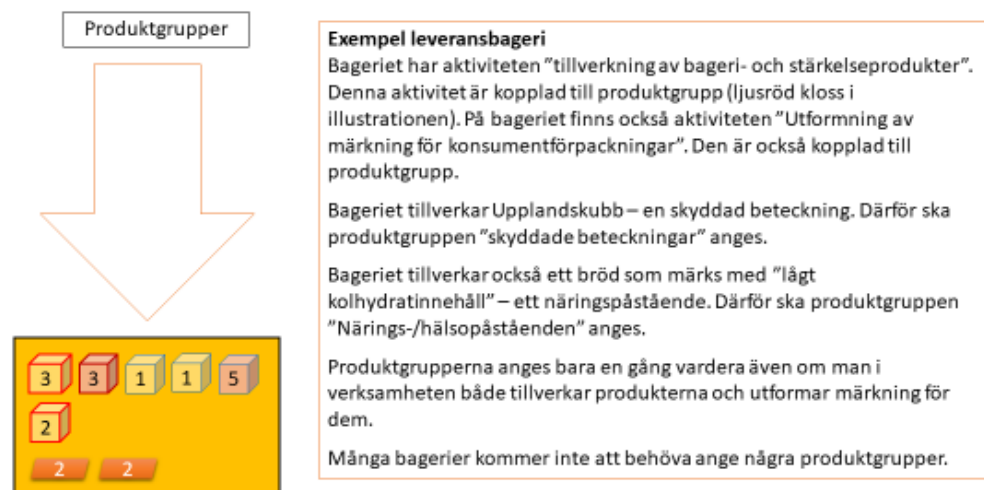 Produktgrupper
Exempel leveransbageri
Bageriet har aktiviteten ”tillverkning av bageri- och stärkelseprodukter”.
Denna aktivitet är kopplad till produktgrupp (ljusröd kloss i
illustrationen). På bageriet finns också aktiviteten ”Utformning av
märkning för konsumentförpackningar”. Den är också kopplad till
produktgrupp.
Bageriet tillverkar Upplandskubb – en skyddad beteckning. Därför ska
produktgruppen ”skyddade beteckningar” anges.
Bageriet tillverkar också ett bröd som märks med ”lågt
kolhydratinnehåll” – ett näringspåstående. Därför ska produktgruppen
”Närings-/hälsopåståenden” anges.
Produktgrupperna anges bara en gång vardera även om man i
verksamheten både tillverkar produkterna och utformar märkning för
dem.
Många bagerier kommer inte att behöva ange några produktgrupper.
3 3 1 1 5
2
2 2